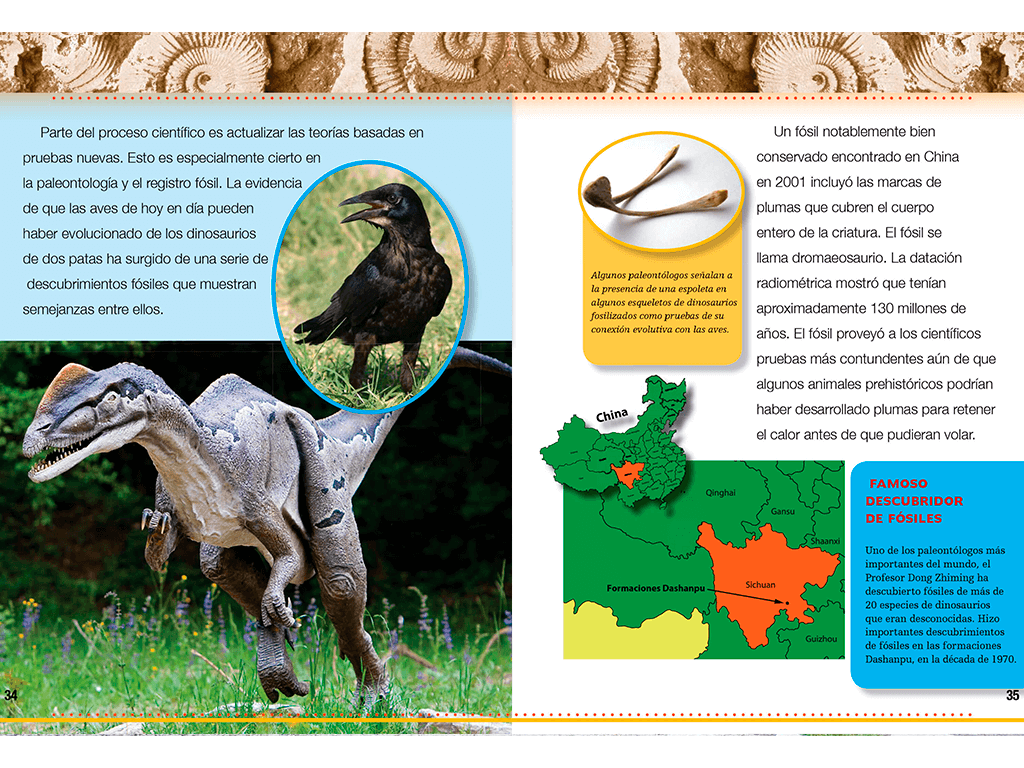 Parte del proceso científico es actualizar las teorías basadas en
pruebas nuevas. Esto es especialmente cierto en
la paleontología y el registro fósil. La evidencia
de que las aves de hoy en día pueden
haber evolucionado de los dinosaurios
de dos patas ha surgido de una serie de
descubrimientos fósiles que muestran
semejanzas entre ellos.
34
Algunos paleontólogos señalan a
la presencia de una espoleta en
algunos esqueletos de dinosaurios
fosilizados como pruebas de su
conexión evolutiva con las aves.
Un fósil notablemente bien
conservado encontrado en China
en 2001 incluyó las marcas de
plumas que cubren el cuerpo
entero de la criatura. El fósil se
llama dromaeosaurio. La datación
radiométrica mostró que tenían
aproximadamente 130 millones de
años. El fósil proveyó a los científicos
pruebas más contundentes aún de que
algunos animales prehistóricos podrían
haber desarrollado plumas para retener
el calor antes de que pudieran volar.
China
Qinghai
Gansu
Shaanxi
Sichuan
Formaciones Dashanpu
Guizhou
FAMOSO
DESCUBRIDOR
DE FÓSILES
Uno de los paleontólogos más
importantes del mundo, el
Profesor Dong Zhiming ha
descubierto fósiles de más de
20 especies de dinosaurios
que eran desconocidas. Hizo
importantes descubrimientos
de fósiles en las formaciones
Dashanpu, en la década de 1970.
35